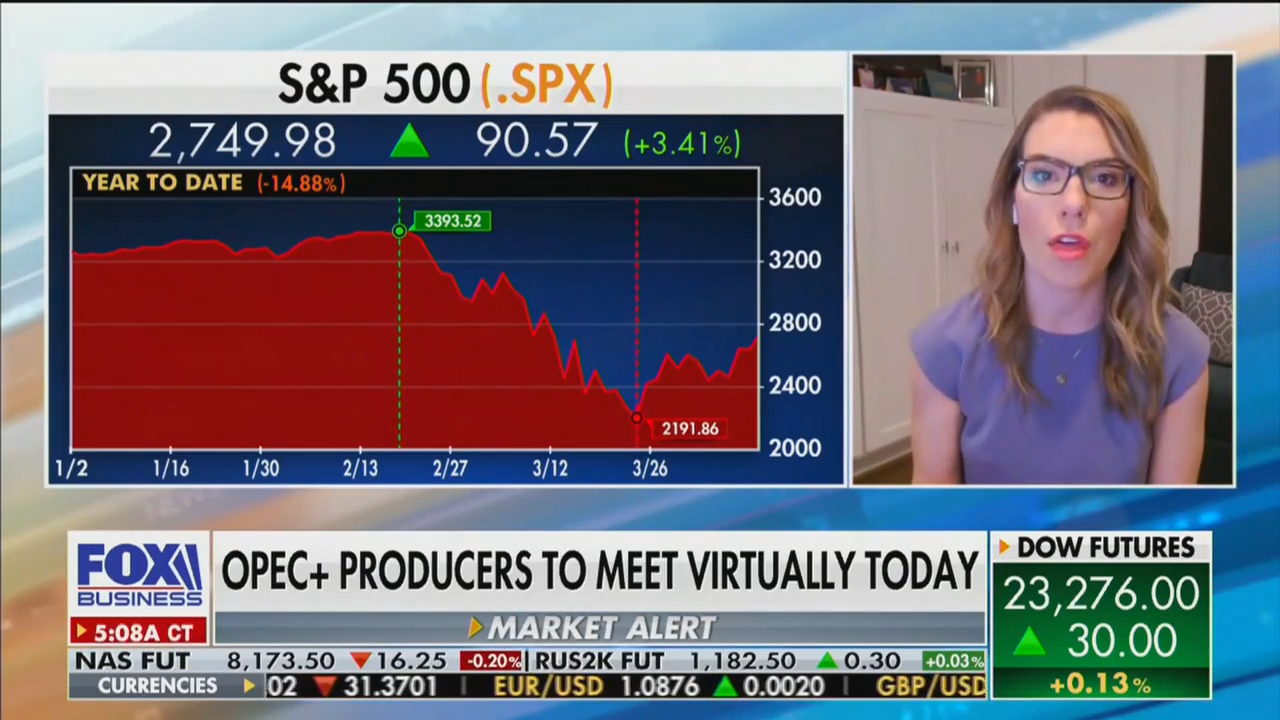 S&P 500 (.SPX)
2,749.98 ▲ 90.57 (+3.41%)
YEAR TO DATE (-14.88%)
3393.52
2191.86
3600
3200
2800
2400
2000
1/2 1/16 1/30 2/13 2/27 3/12 3/26
FOX
BUSINESS
5:08A CT
OPEC+ PRODUCERS TO MEET VIRTUALLY TODAY
MARKET ALERT
DOW FUTURES
23,276.00
▲ 30.00
+0.13%
NAS FUT 8,173.50 ▼ 16.25 -0.20% RUS2K FUT 1,182.50 ▲ 0.30 +0.03%
CURRENCIES 02 ▼ 31.3701 EUR/USD 1.0876 ▲ 0.0020 GBP/USD